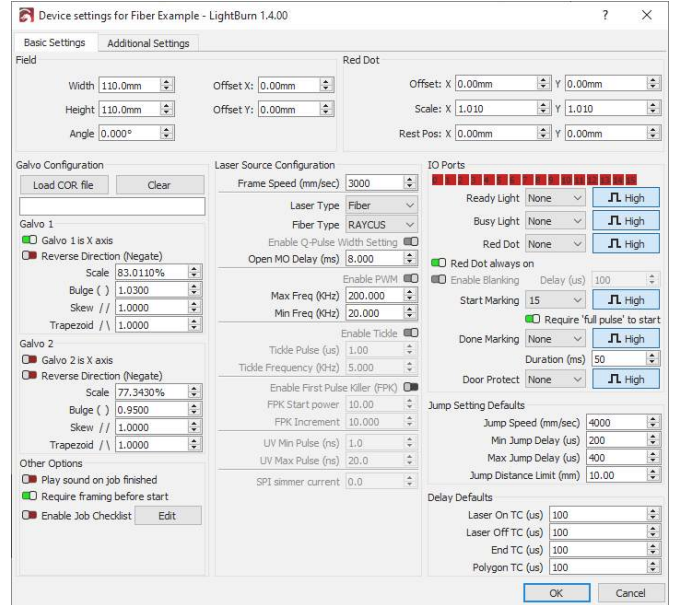 Device settings for Fiber Example - LightBurn 1.4.00
?
Basic Settings
Additional Settings
Field
Width 110.0mm
Offset X: 0.00mm
Height 110.0mm
Offset Y: 0.00mm
Angle 0.000°
Red Dot
Offset: X 0.00mm Y 0.00mm
Scale: X 1.010 Y 1.010
Rest Pos: X 0.00mm Y 0.00mm
Galvo Configuration
Load COR file
Clear
Galvo 1
Galvo 1 is X axis
Reverse Direction (Negate)
Scale 83.0110%
Bulge ( ) 1.0300
Skew // 1.0000
Trapezoid /\ 1.0000
Galvo 2
Galvo 2 is X axis
Reverse Direction (Negate)
Scale 77.3430%
Bulge ( ) 0.9500
Skew // 1.0000
Trapezoid /\ 1.0000
Other Options
Play sound on job finished
Require framing before start
Enable Job Checklist
Edit
Laser Source Configuration
Frame Speed (mm/sec) 3000
Laser Type Fiber
Fiber Type RAYCUS
Enable Q-Pulse Width Setting
Open MO Delay (ms) 8.000
Enable PWM
Max Freq (KHz) 200.000
Min Freq (KHz) 20.000
Enable Tickle
Tickle Pulse (us) 1.00
Tickle Frequency (KHz) 5.000
Enable First Pulse Killer (FPK)
FPK Start power 10.00
FPK Increment 10.000
UV Min Pulse (ns) 1.0
UV Max Pulse (ns) 20.0
SPI simmer current 0.0
IO Ports
Ready Light None High
Busy Light None High
Red Dot None High
Red Dot always on
Enable Blanking Delay (us) 100
Start Marking 15 High
Require 'full pulse' to start
Done Marking None High
Duration (ms) 50
Door Protect None High
Jump Setting Defaults
Jump Speed (mm/sec) 4000
Min Jump Delay (us) 200
Max Jump Delay (us) 400
Jump Distance Limit (mm) 10.00
Delay Defaults
Laser On TC (us) 100
Laser Off TC (us) 100
End TC (us) 100
Polygon TC (us) 100
OK
Cancel